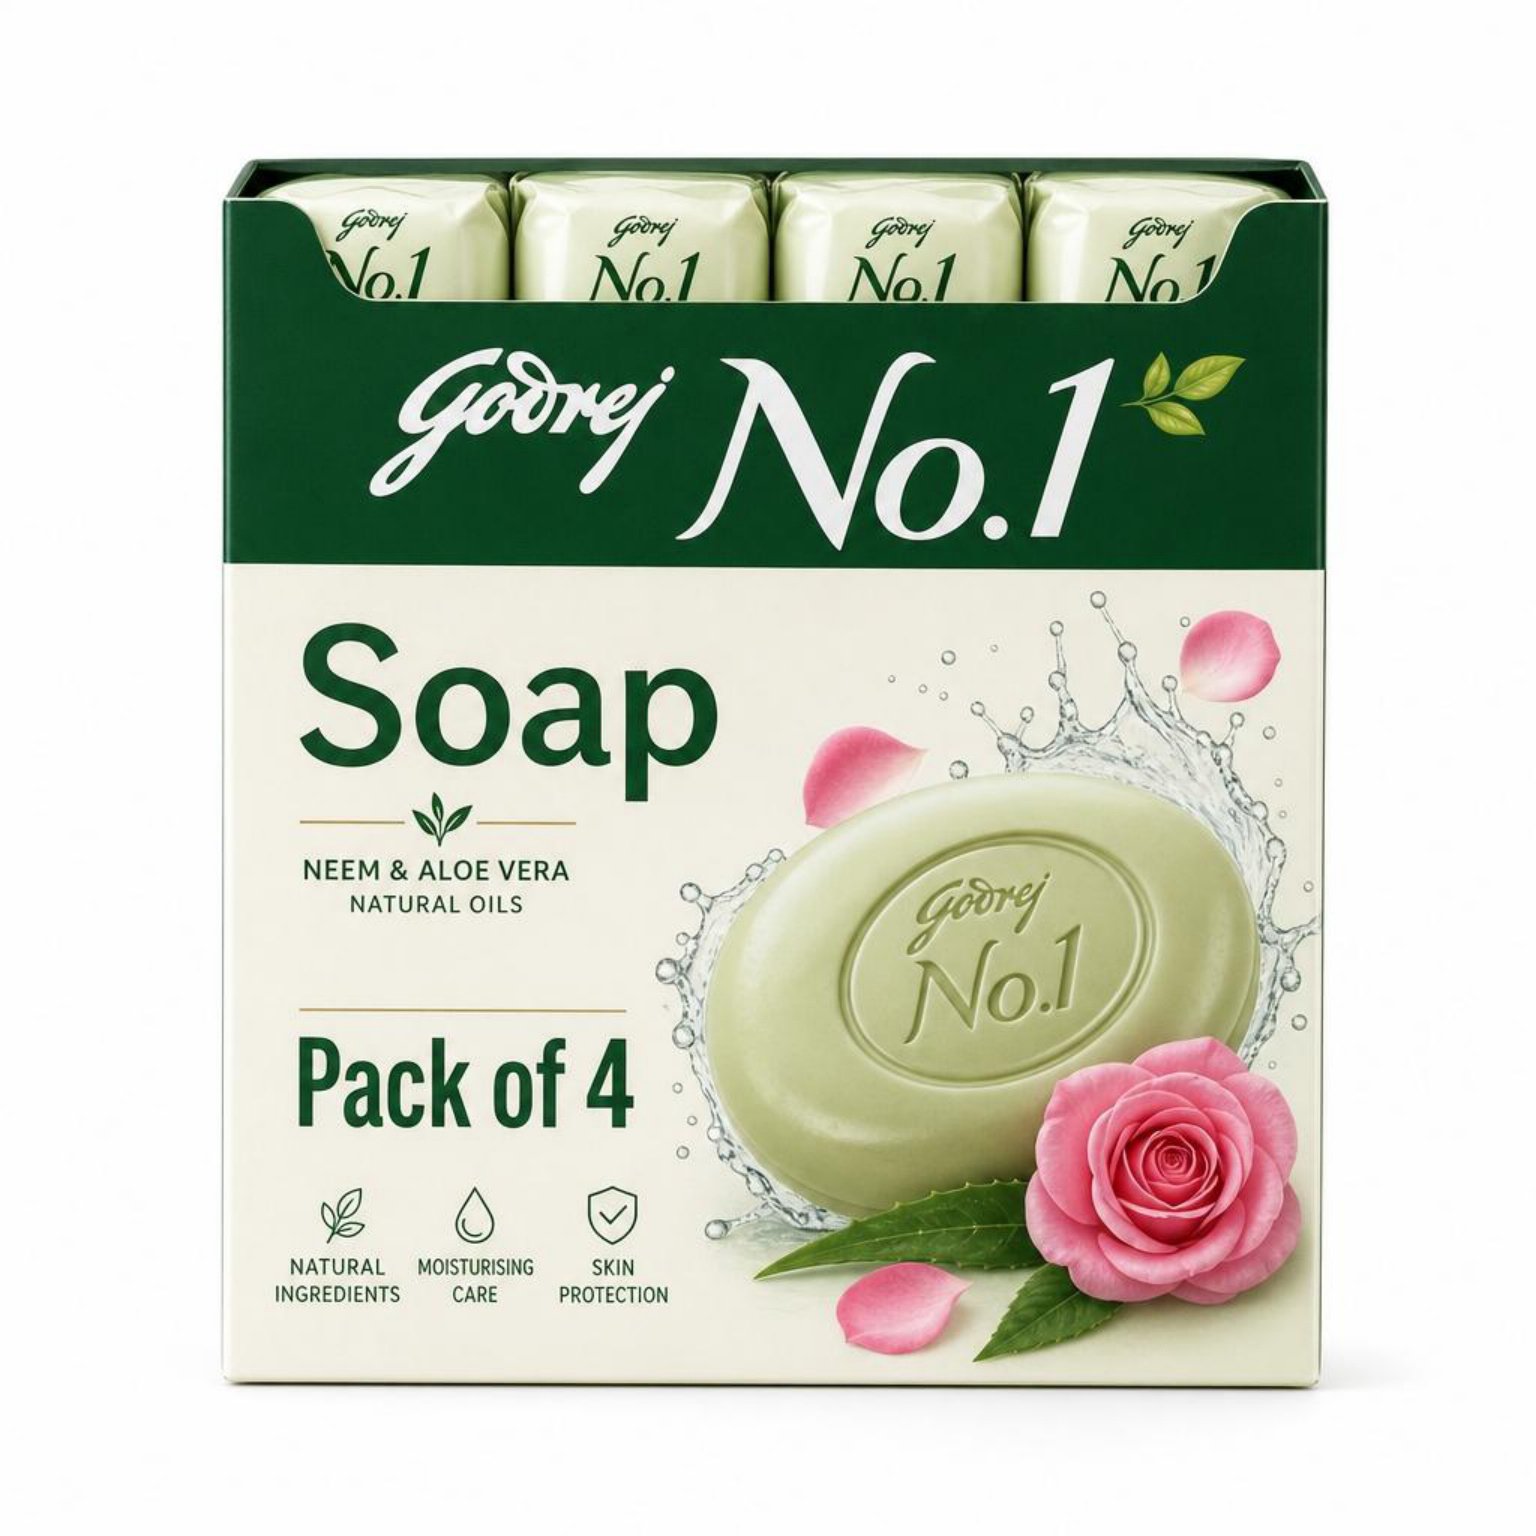 Godrej Godrej Godrej Godrej
No.1 No.1 No.1 No.1
Godrej No.1
Soap
NEEM & ALOE VERA
NATURAL OILS
Godrej
No.1
Pack of 4
NATURAL INGREDIENTS
MOISTURISING CARE
SKIN PROTECTION